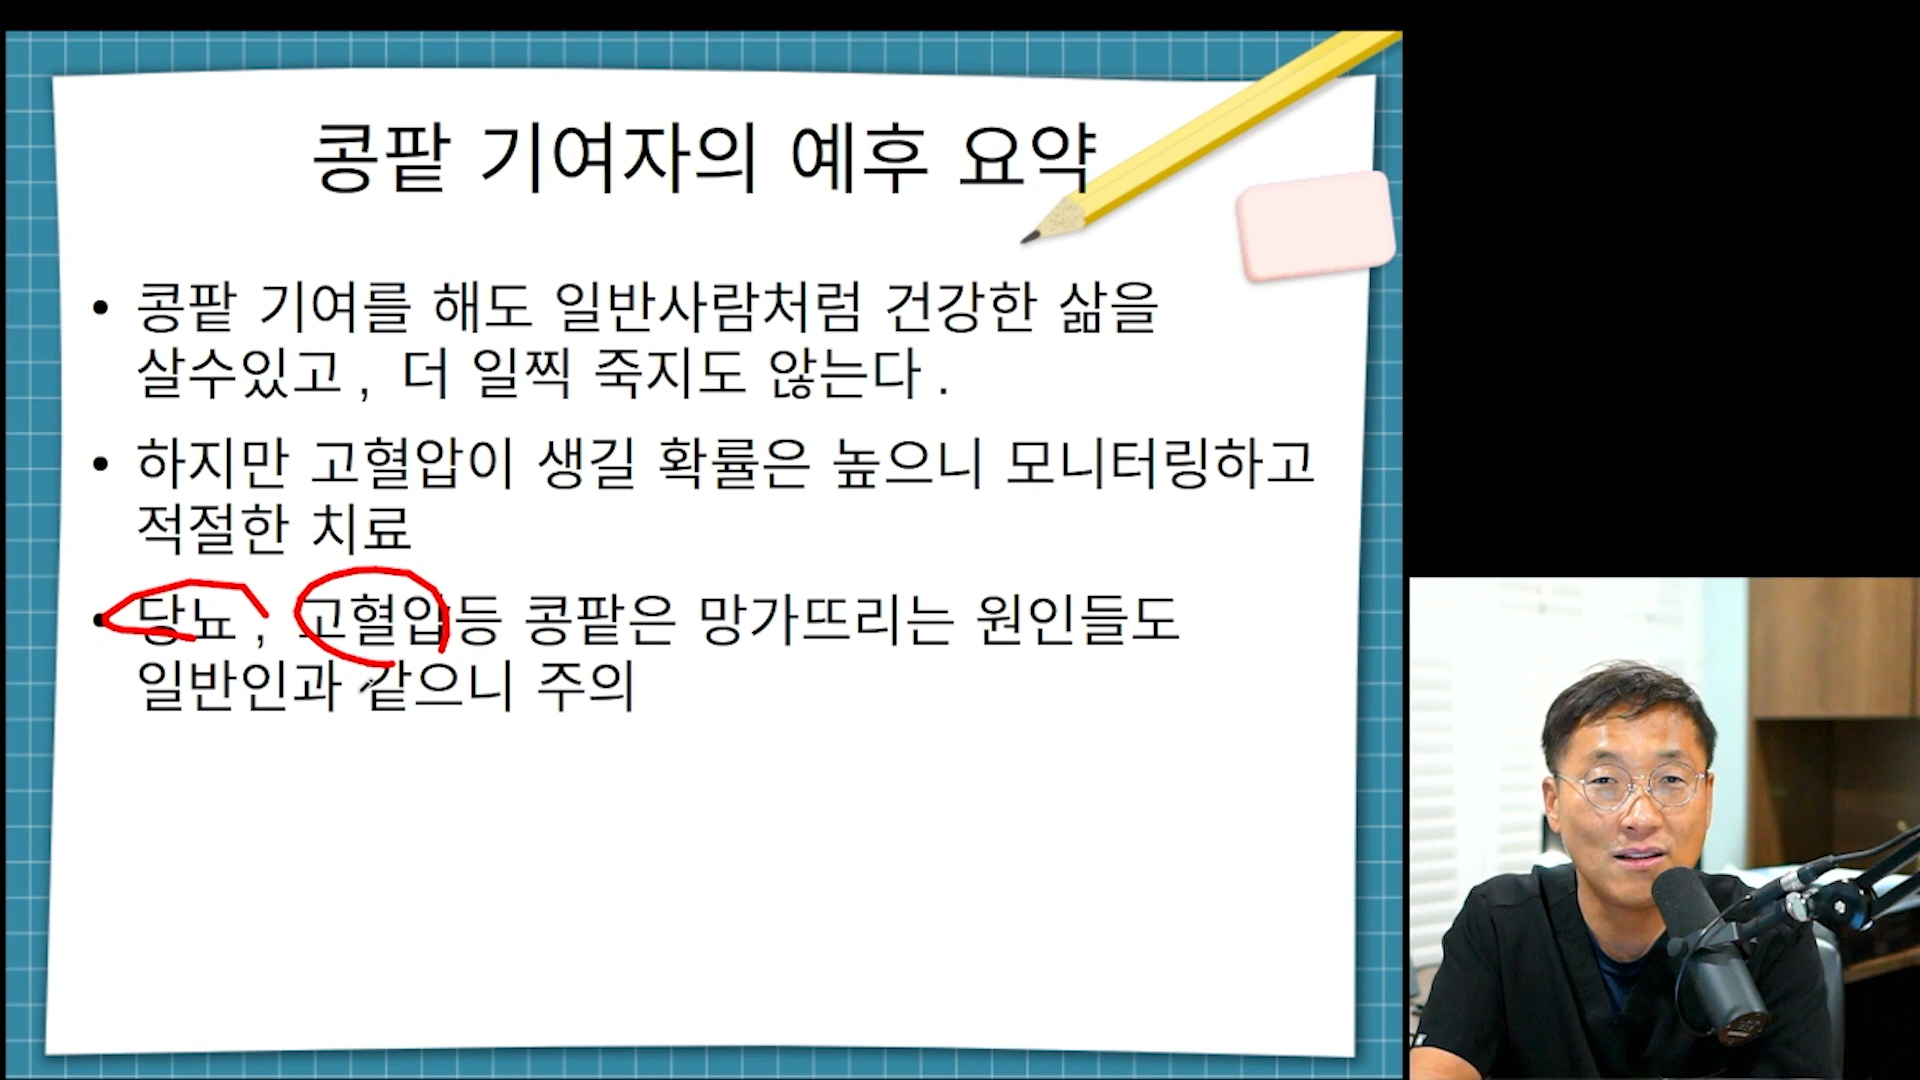 콩팥 기여자의 예후 요약
• 콩팥 기여를 해도 일반사람처럼 건강한 삶을
살수있고, 더 일찍 죽지도 않는다.
• 하지만 고혈압이 생길 확률은 높으니 모니터링하고
적절한 치료
• 당뇨, 고혈압등 콩팥은 망가뜨리는 원인들도
일반인과 같으니 주의